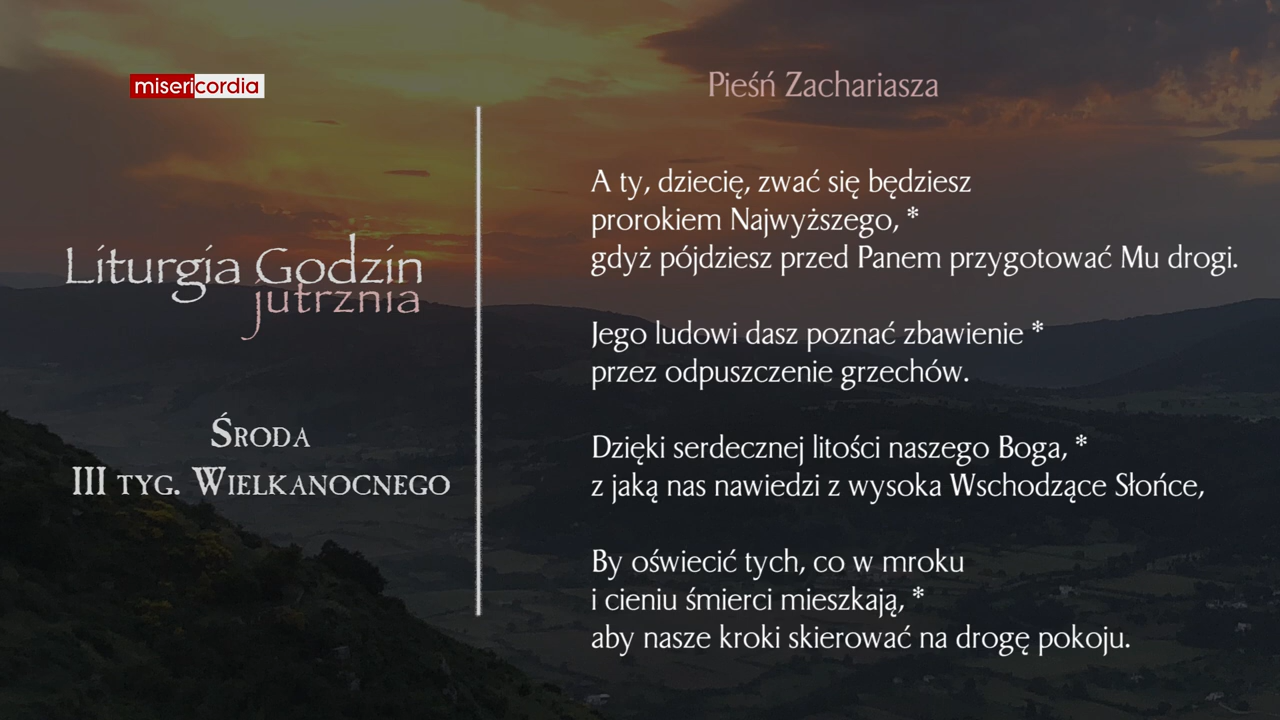 misericordia
Liturgia Godzin
jutrznia
Środa
III tyg. Wielkanocnego
Pieśń Zachariasza
A ty, dziecię, zwać się będziesz
prorokiem Najwyższego, *
gdyż pójdziesz przed Panem przygotować Mu drogi.
Jego ludowi dasz poznać zbawienie *
przez odpuszczenie grzechów.
Dzięki serdecznej litości naszego Boga, *
z jaką nas nawiedzi z wysoka Wschodzące Słońce,
By oświecić tych, co w mroku
i cieniu śmierci mieszkają, *
aby nasze kroki skierować na drogę pokoju.